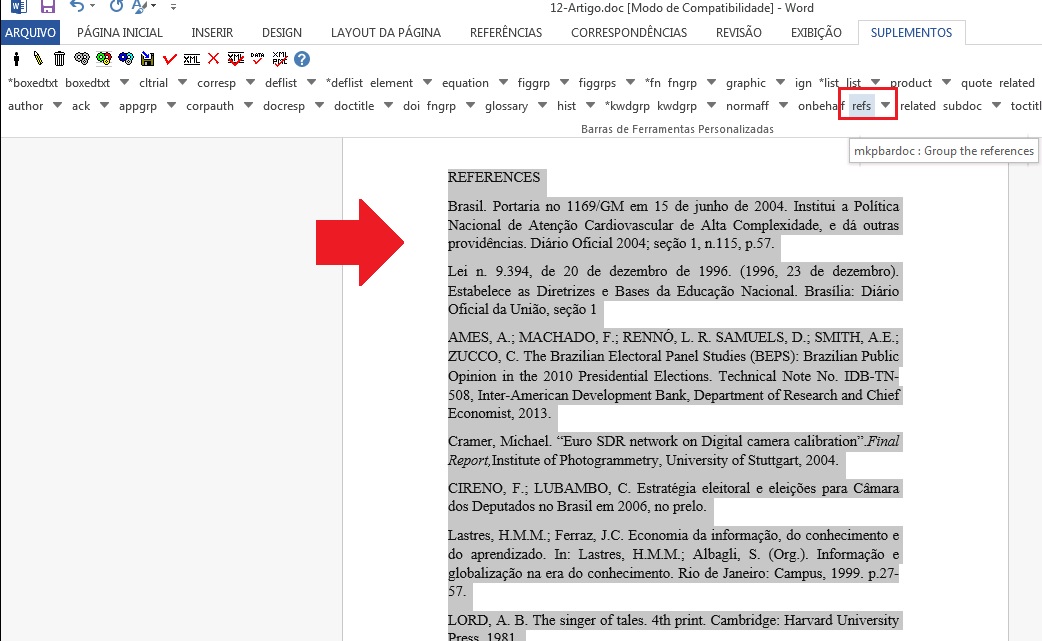 12-Artigo.doc [Modo de Compatibilidade] - Word
ARQUIVO PÁGINA INICIAL INSERIR DESIGN LAYOUT DA PÁGINA REFERÊNCIAS CORRESPONDÊNCIAS REVISÃO EXIBIÇÃO SUPLEMENTOS
XML XML DATA XML PMC ?
*boxedtxt boxedtxt cltrial corresp deflist *deflist element equation figgrp figgrps *fn fngrp graphic ign *list list product quote related
author ack appgrp corpauth docresp doctitle doi fngrp glossary hist *kwdgrp kwdgrp normaff onbehalf refs related subdoc toctitl
Barras de Ferramentas Personalizadas
mkpbardoc : Group the references
REFERENCES
Brasil. Portaria no 1169/GM em 15 de junho de 2004. Institui a Política
Nacional de Atenção Cardiovascular de Alta Complexidade, e dá outras
providências. Diário Oficial 2004; seção 1, n.115, p.57.
Lei n. 9.394, de 20 de dezembro de 1996. (1996, 23 de dezembro).
Estabelece as Diretrizes e Bases da Educação Nacional. Brasília: Diário
Oficial da União, seção 1
AMES, A.; MACHADO, F.; RENNÓ, L. R. SAMUELS, D.; SMITH, A.E.;
ZUCCO, C. The Brazilian Electoral Panel Studies (BEPS): Brazilian Public
Opinion in the 2010 Presidential Elections. Technical Note No. IDB-TN-
508, Inter-American Development Bank, Department of Research and Chief
Economist, 2013.
Cramer, Michael. “Euro SDR network on Digital camera calibration”.Final
Report,Institute of Photogrammetry, University of Stuttgart, 2004.
CIRENO, F.; LUBAMBO, C. Estratégia eleitoral e eleições para Câmara
dos Deputados no Brasil em 2006, no prelo.
Lastres, H.M.M.; Ferraz, J.C. Economia da informação, do conhecimento e
do aprendizado. In: Lastres, H.M.M.; Albagli, S. (Org.). Informação e
globalização na era do conhecimento. Rio de Janeiro: Campus, 1999. p.27-
57.
LORD, A. B. The singer of tales. 4th print. Cambridge: Harvard University
Press, 1981.